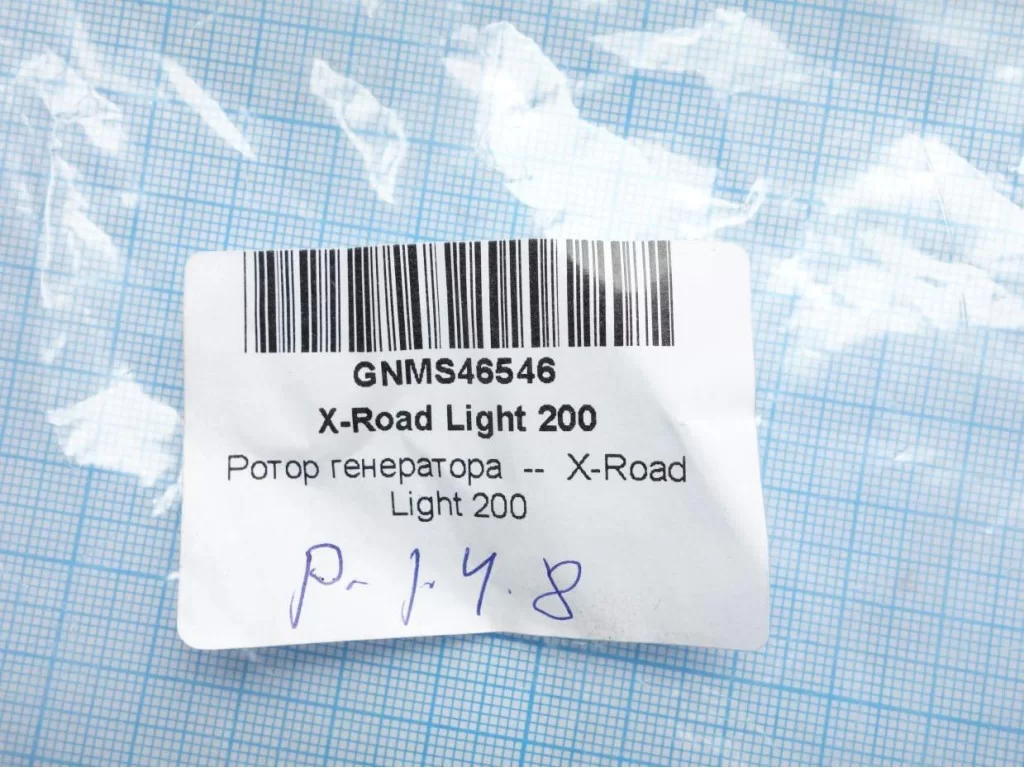 GNMS46546
X-Road Light 200
Ротор генератора -- X-Road
Light 200
Р- 1. 4. 8